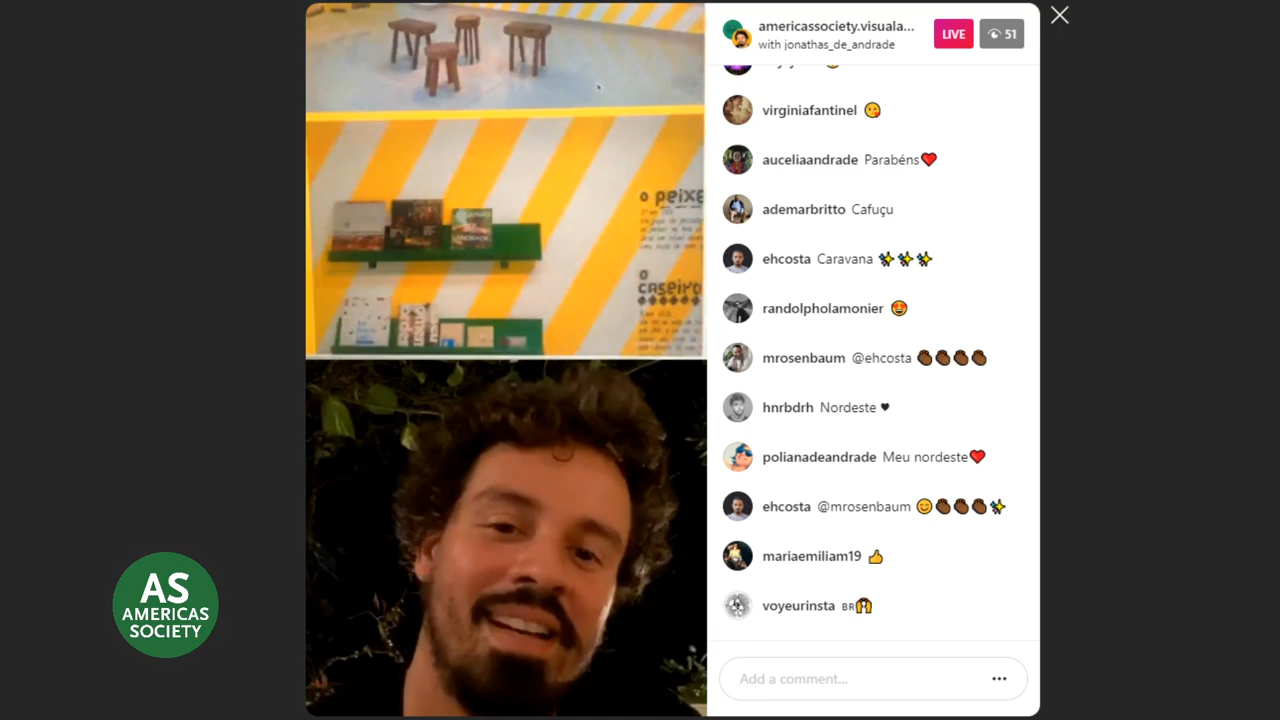 americassociety.visuala...
with jonathas_de_andrade
LIVE
51
virginiafantinel
auceliaandrade Parabéns
ademarbritto Cafuçu
ehcosta Caravana
randolpholamonier
mrosenbaum @ehcosta
hnrbdrh Nordeste
polianadeandrade Meu nordeste
ehcosta @mrosenbaum
mariaemiliam19
voyeurinsta BR
Add a comment...
o peixe
o
caseiro
AS
AMERICAS
SOCIETY